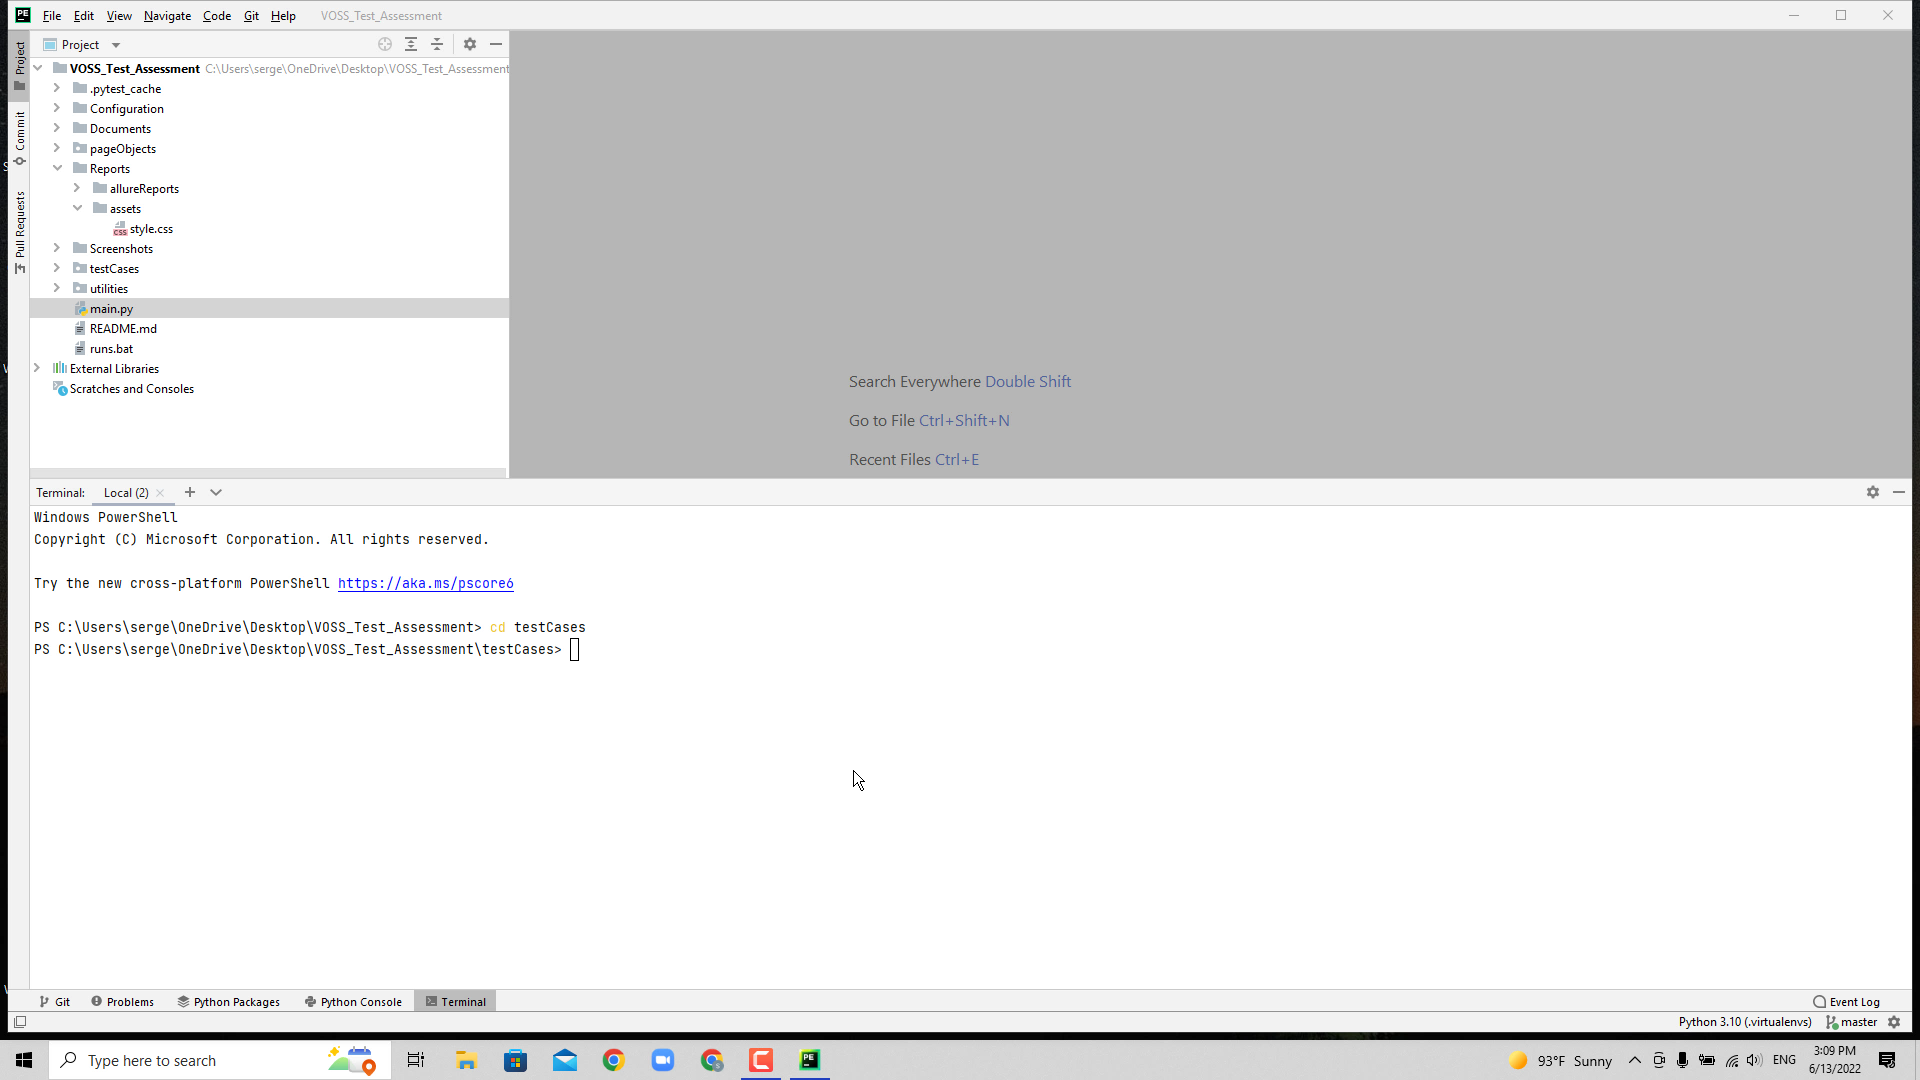 File Edit View Navigate Code Git Help VOSS_Test_Assessment
Project
Project
Commit
Pull Requests
VOSS_Test_Assessment C:\Users\serge\OneDrive\Desktop\VOSS_Test_Assessment
.pytest_cache
Configuration
Documents
pageObjects
Reports
allureReports
assets
style.css
Screenshots
testCases
utilities
main.py
README.md
runs.bat
External Libraries
Scratches and Consoles
Search Everywhere Double Shift
Go to File Ctrl+Shift+N
Recent Files Ctrl+E
Terminal: Local (2)
Windows PowerShell
Copyright (C) Microsoft Corporation. All rights reserved.
Try the new cross-platform PowerShell https://aka.ms/pscore6
PS C:\Users\serge\OneDrive\Desktop\VOSS_Test_Assessment> cd testCases
PS C:\Users\serge\OneDrive\Desktop\VOSS_Test_Assessment\testCases>
Git Problems Python Packages Python Console Terminal Event Log
Python 3.10 (.virtualenvs) master
Type here to search
93°F Sunny ENG
3:09 PM
6/13/2022